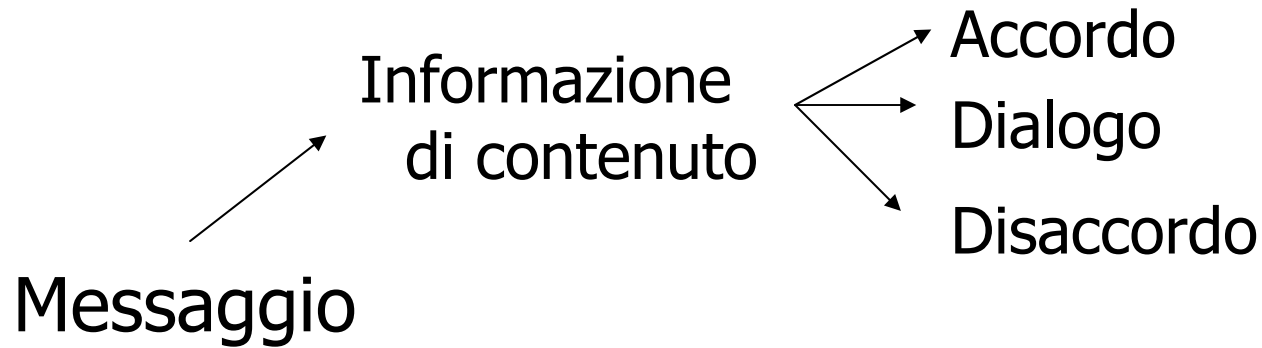 Accordo
Informazione
di contenuto
Dialogo
Disaccordo
Messaggio